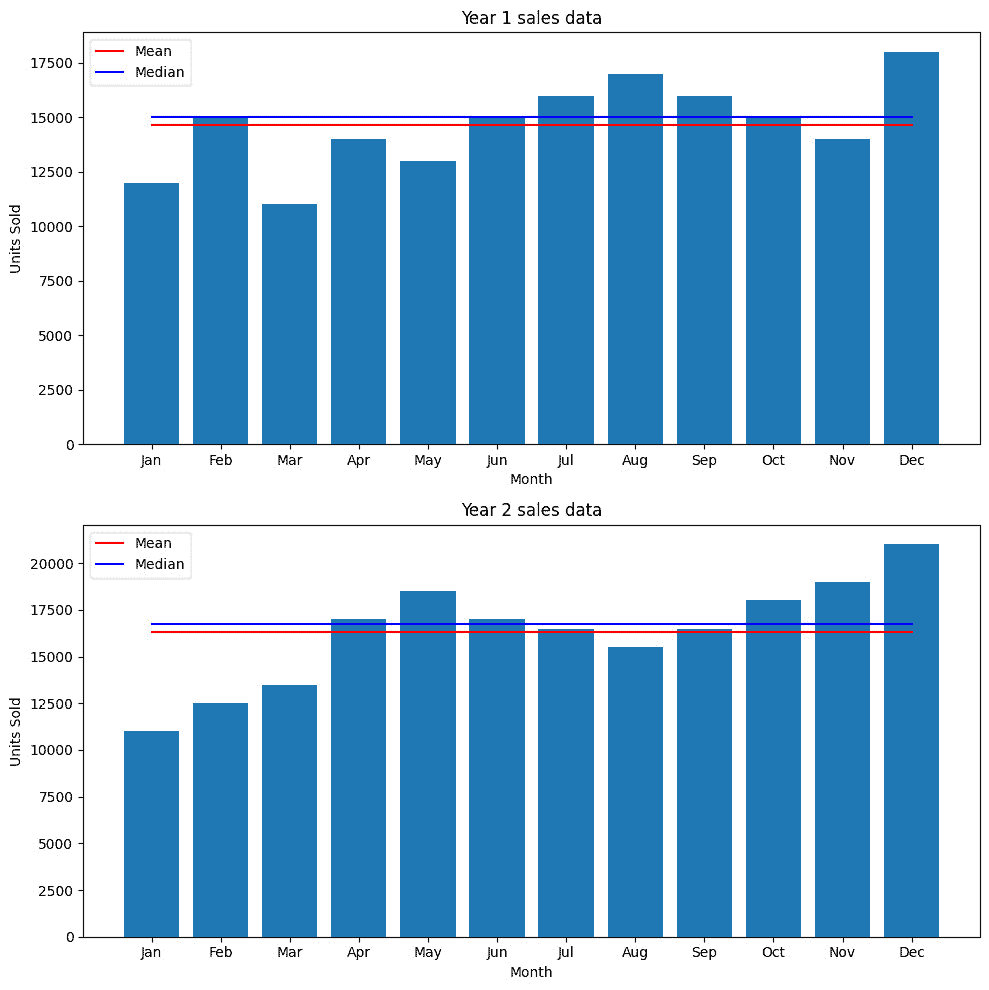 Year 1 sales data
Mean
Median
17500
15000
12500
10000
7500
5000
2500
0
Units Sold
Jan Feb Mar Apr May Jun Jul Aug Sep Oct Nov Dec
Month
Year 2 sales data
Mean
Median
20000
17500
15000
12500
10000
7500
5000
2500
0
Units Sold
Jan Feb Mar Apr May Jun Jul Aug Sep Oct Nov Dec
Month